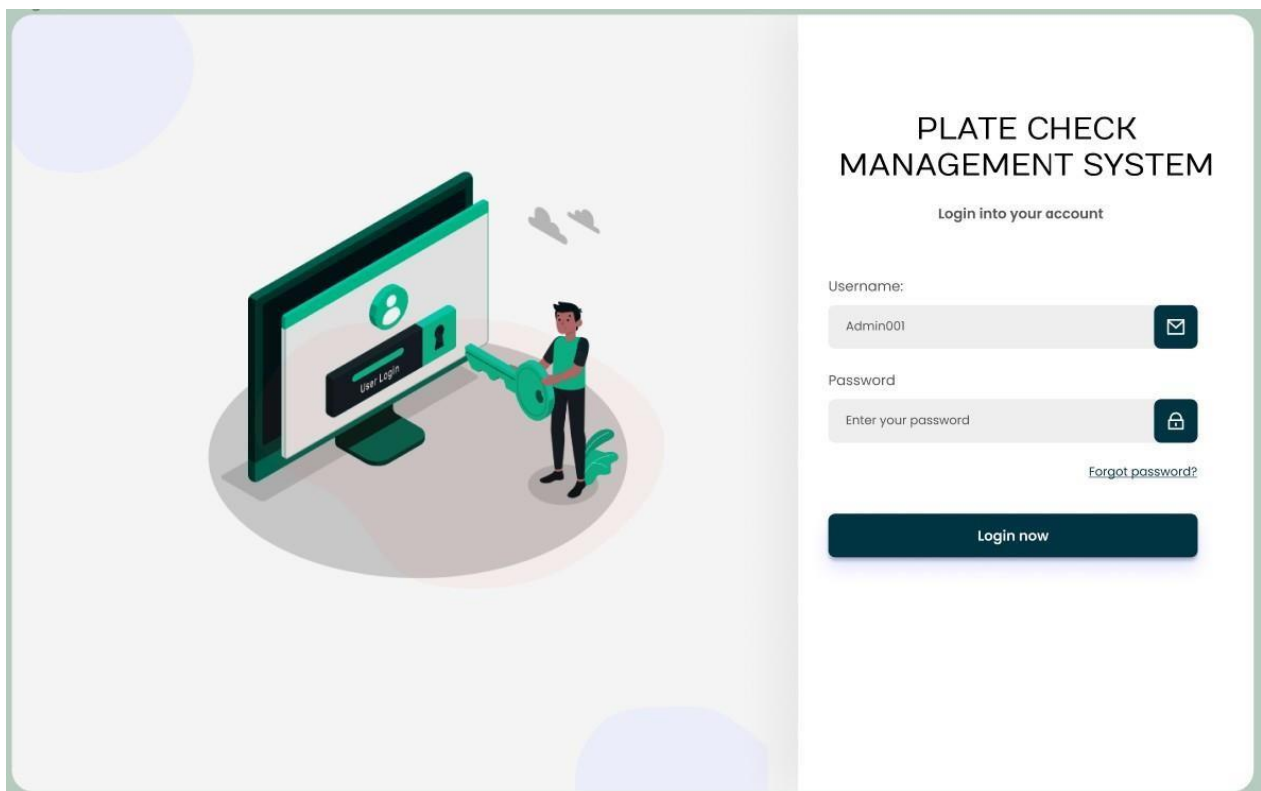 PLATE CHECK
MANAGEMENT SYSTEM
Login into your account
Username:
Admin001
Password
Enter your password
Forgot password?
Login now
User Login